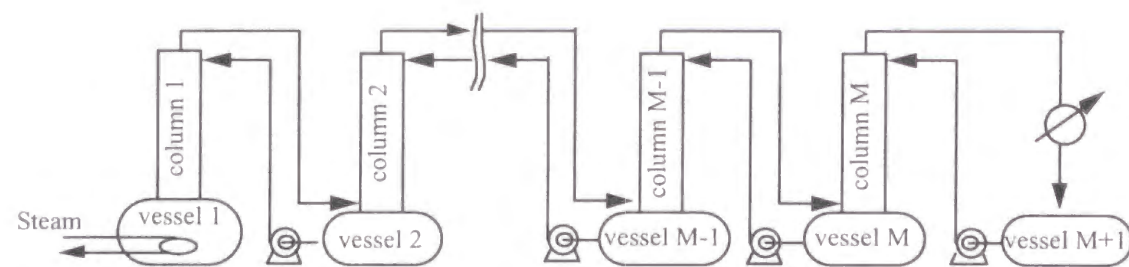 column 1
column 2
column M-1
column M
Steam
vessel 1
vessel 2
vessel M-1
vessel M
vessel M+1